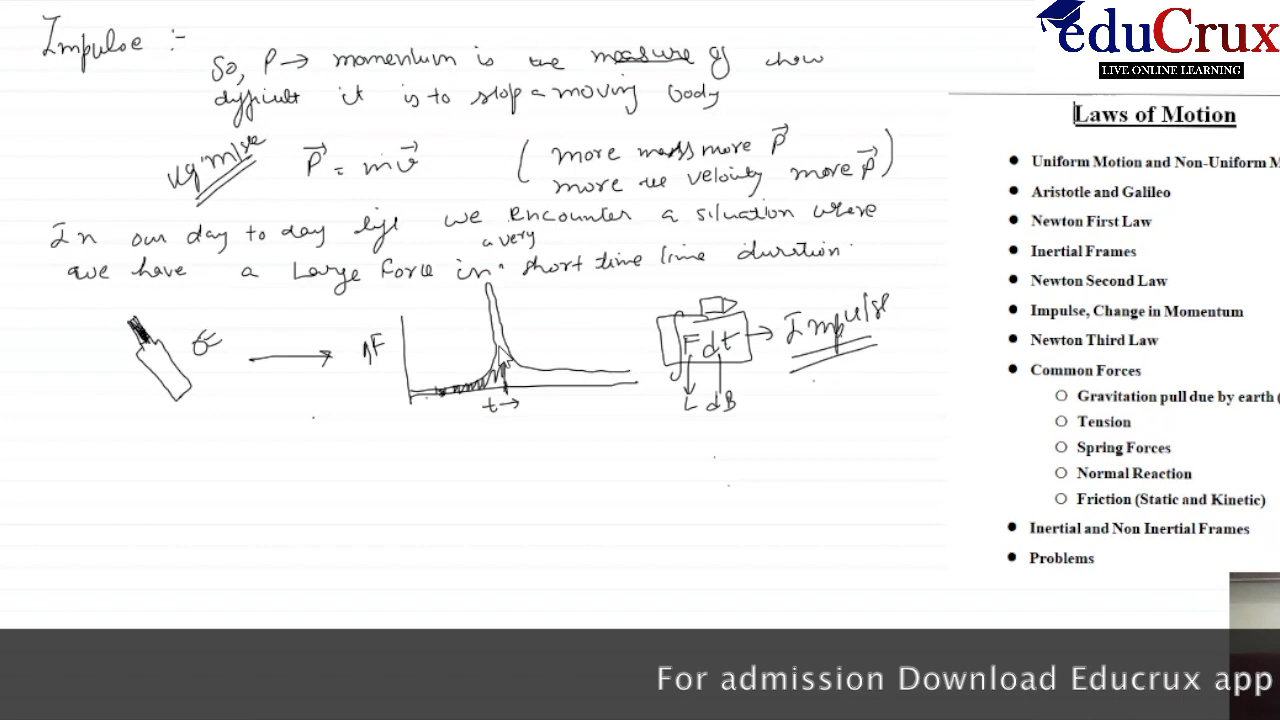 Impulse :-
So, P → momentum is the measure of how
difficult it is to stop a moving body
kg m/se
P = mv
( more mass more P
more velocity more P )
In our day to day life we encounter a situation where
a very
we have a Large Force in short time time duration
F
t →
∫ F dt → Impulse
L dB
eduCrux
LIVE ONLINE LEARNING
Laws of Motion
Uniform Motion and Non-Uniform M
Aristotle and Galileo
Newton First Law
Inertial Frames
Newton Second Law
Impulse, Change in Momentum
Newton Third Law
Common Forces
Gravitation pull due by earth (
Tension
Spring Forces
Normal Reaction
Friction (Static and Kinetic)
Inertial and Non Inertial Frames
Problems
For admission Download Educrux app